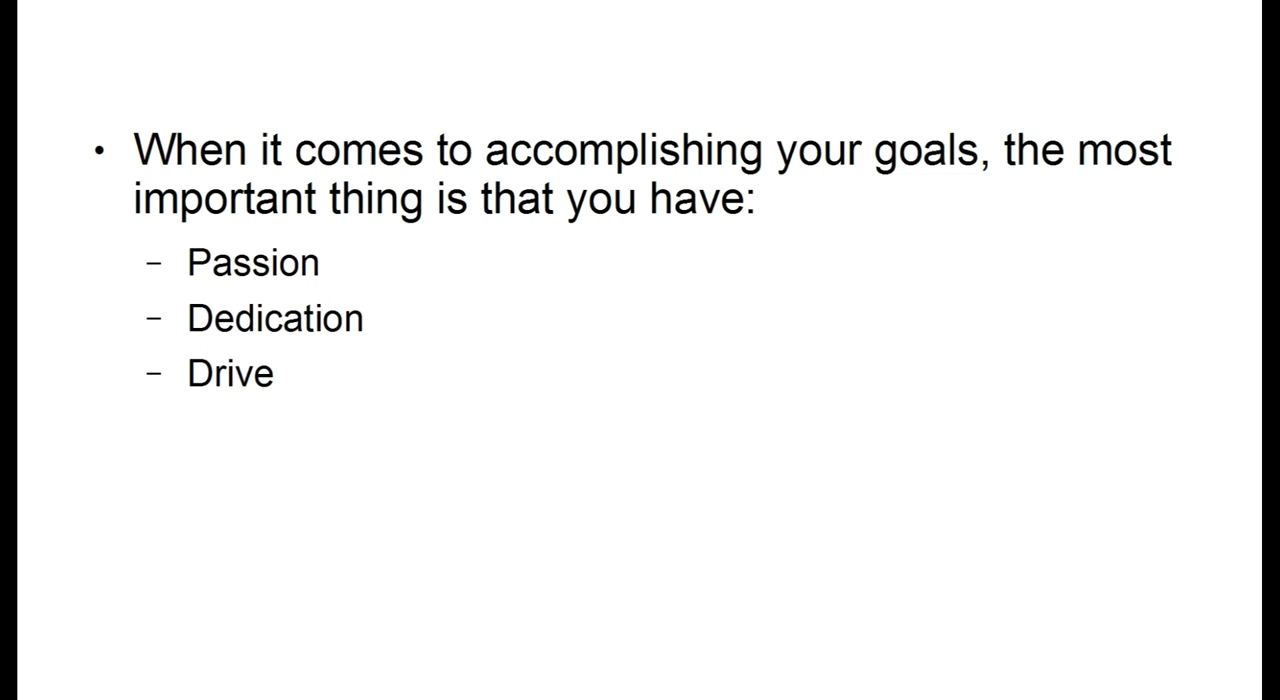 • When it comes to accomplishing your goals, the most
important thing is that you have:
– Passion
– Dedication
– Drive